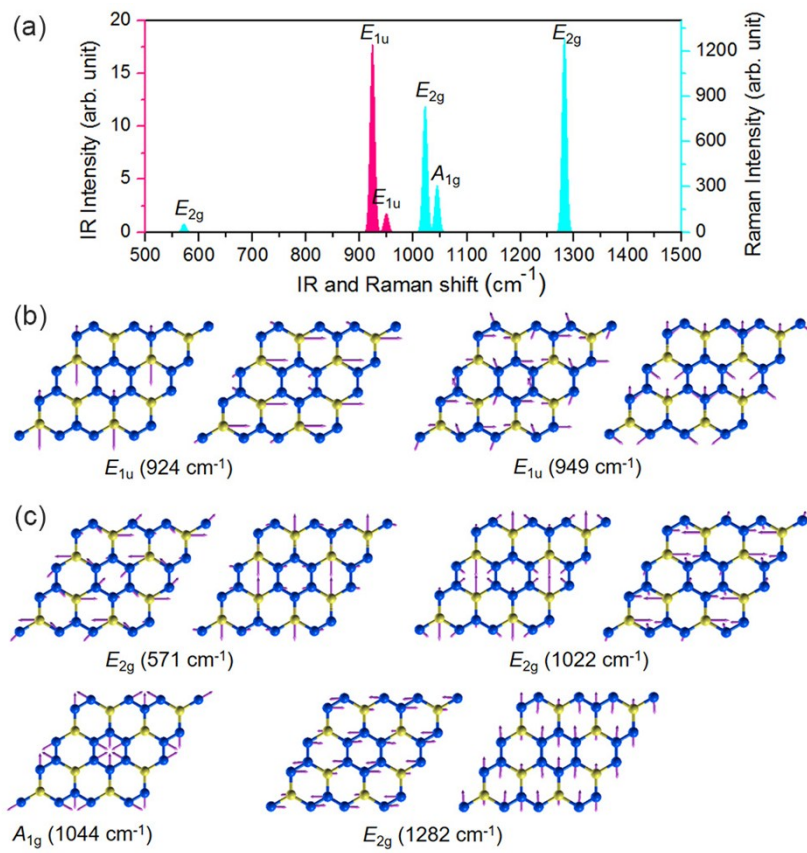 (a)
20
15
10
5
0
IR Intensity (arb. unit)
E1u
E2g
E2g
A1g
E1u
E2g
1200
900
600
300
0
Raman Intensity (arb. unit)
500 600 700 800 900 1000 1100 1200 1300 1400 1500
IR and Raman shift (cm-1)
(b)
E1u (924 cm-1)
E1u (949 cm-1)
(c)
E2g (571 cm-1)
E2g (1022 cm-1)
A1g (1044 cm-1)
E2g (1282 cm-1)